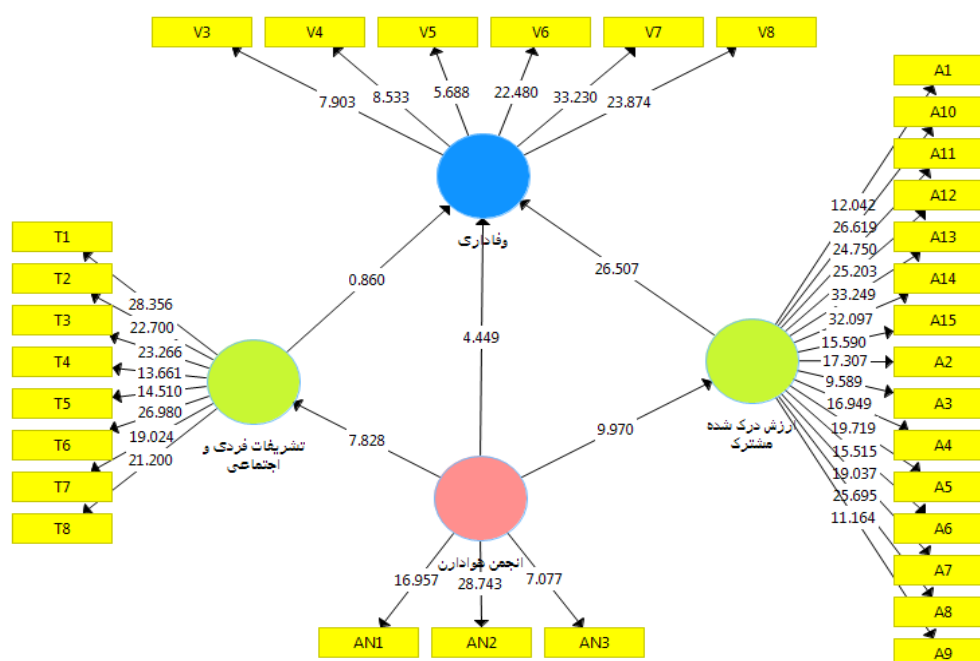 V3
V4
V5
V6
V7
V8
7.903
8.533
5.688
22.480
33.230
23.874
وفاداری
T1
T2
T3
T4
T5
T6
T7
T8
28.356
22.700
23.266
13.661
14.510
26.980
19.024
21.200
تشریفات فردی و
اجتماعی
0.860
4.449
26.507
7.828
9.970
ارزش درک شده
مشترک
12.042
26.619
24.750
25.203
33.249
32.097
15.590
17.307
9.589
16.949
19.719
15.515
19.037
25.695
11.164
A1
A10
A11
A12
A13
A14
A15
A2
A3
A4
A5
A6
A7
A8
A9
انجمن هوادارن
16.957
28.743
7.077
AN1
AN2
AN3